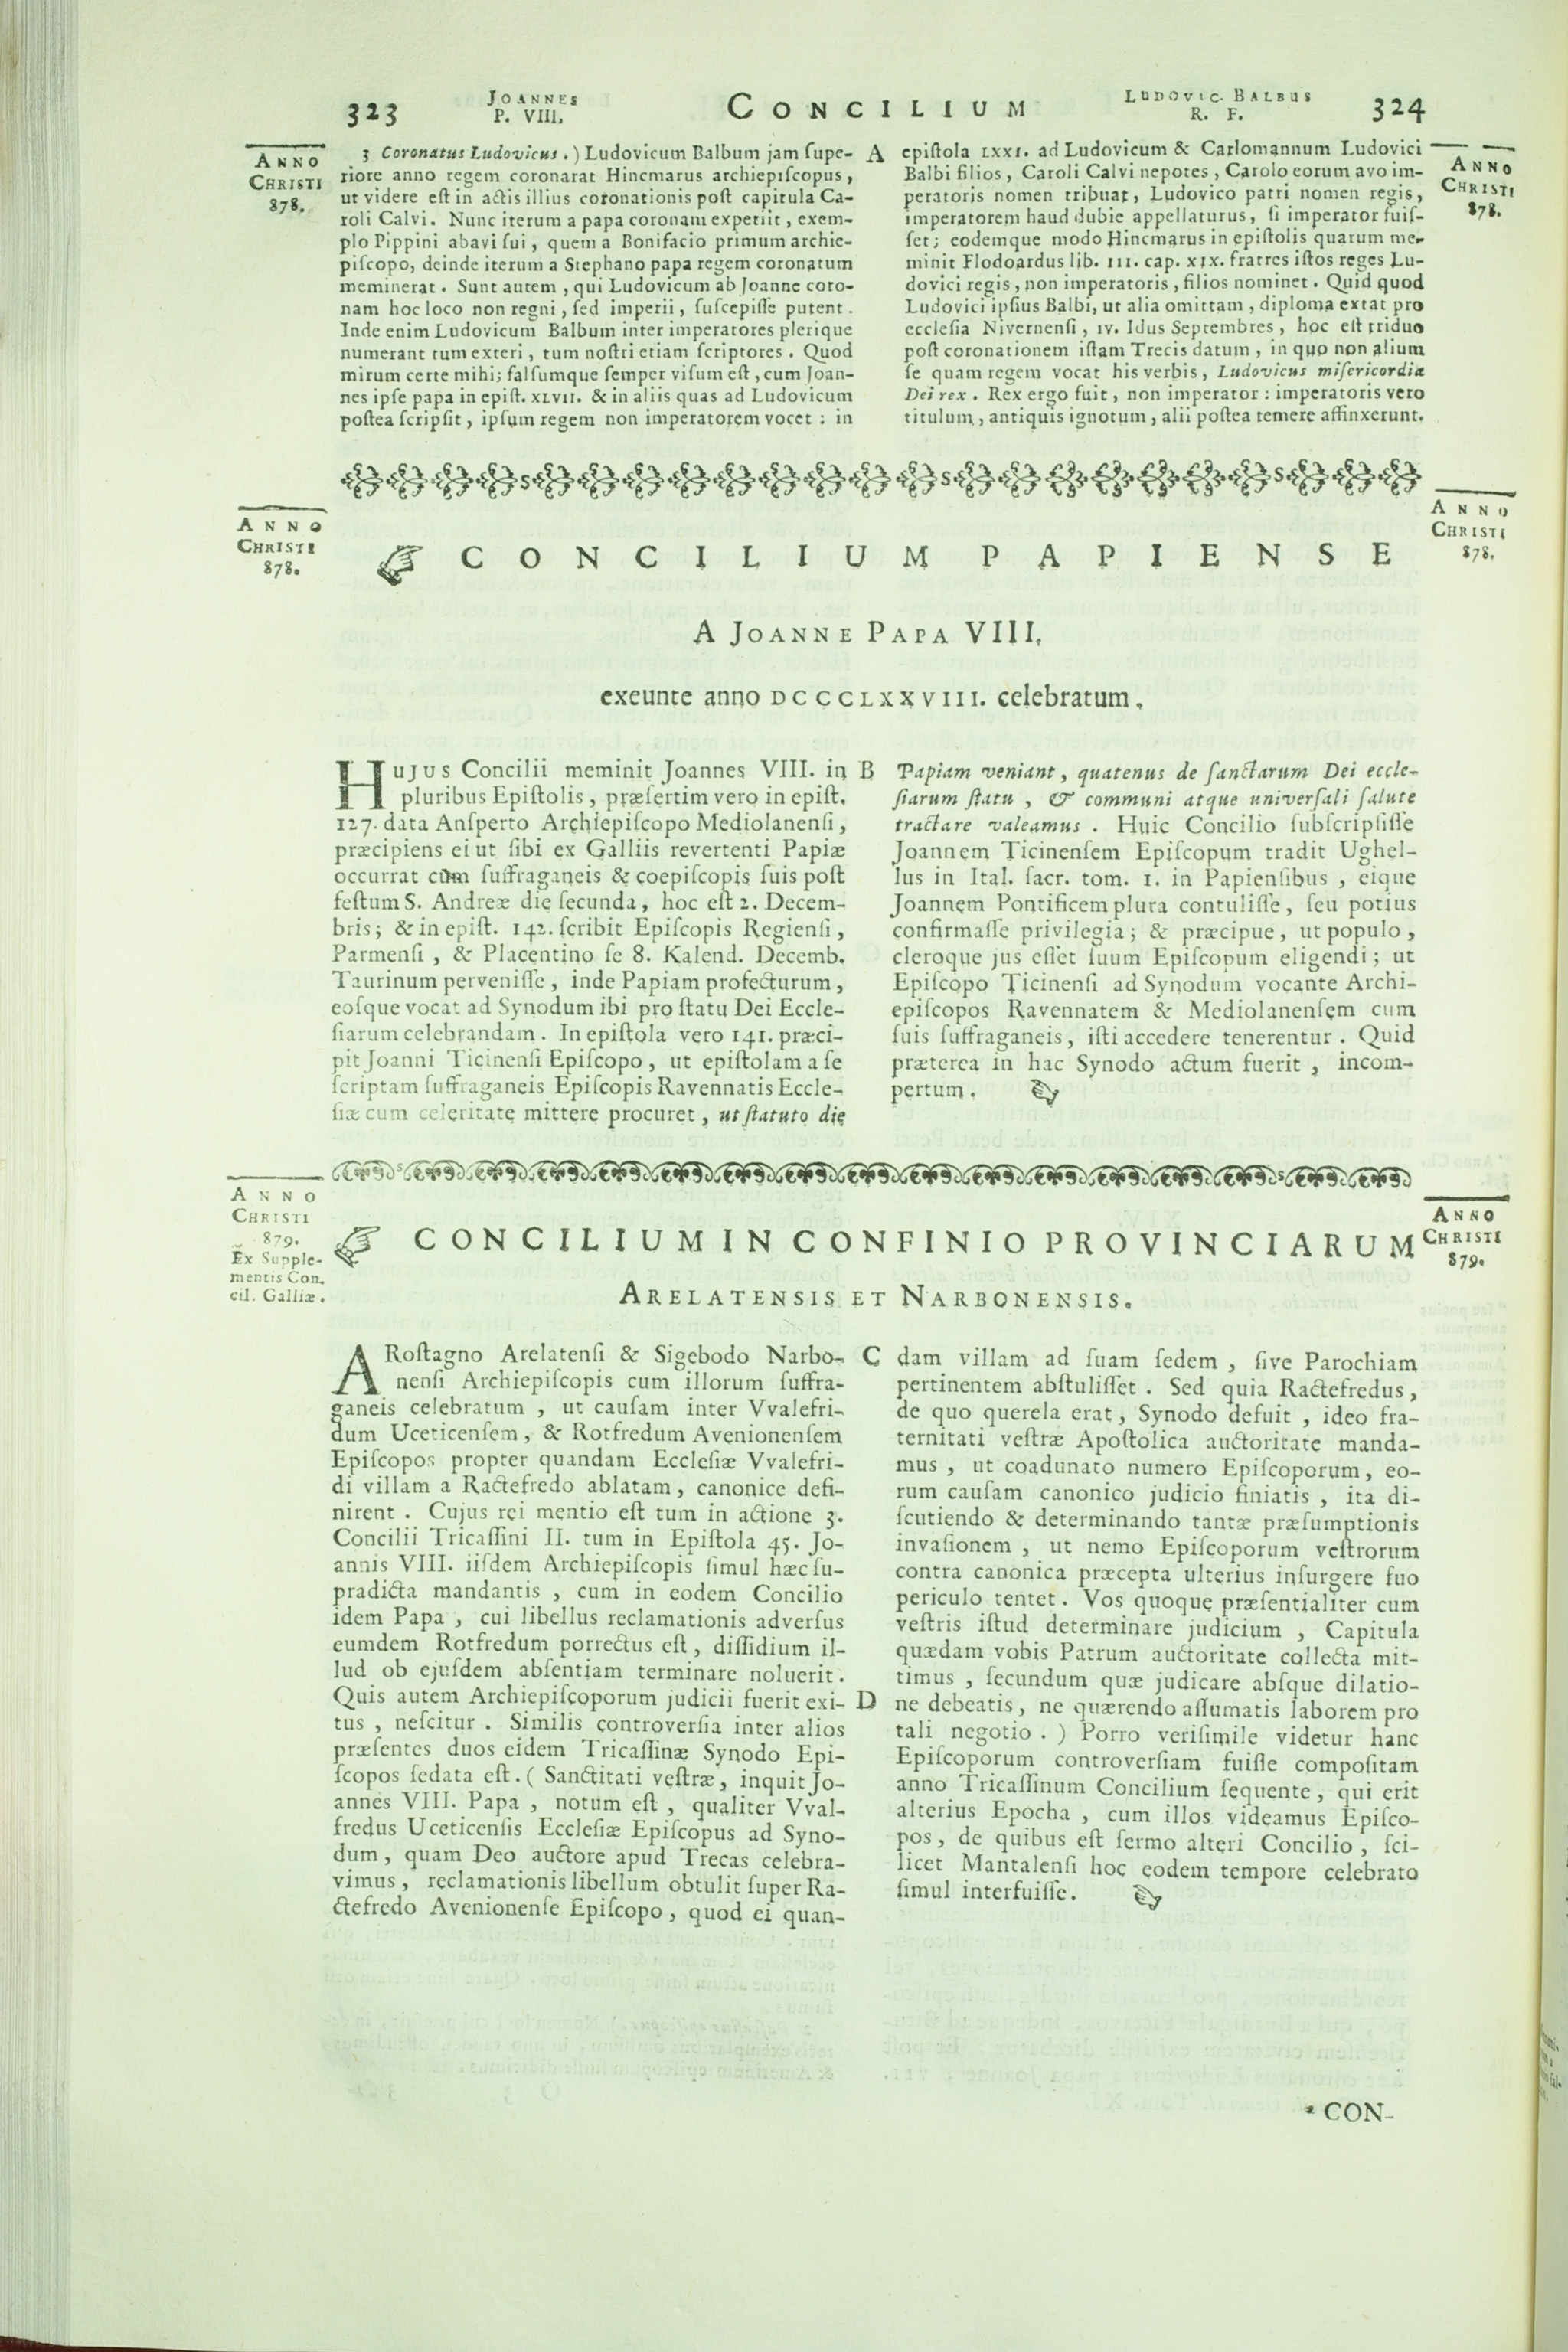 323
JOANNES
P. VIII.
CONCILIUM
LUDOVIC. BALBUS
R. F.
324
ANNO
CHRISTI
878.
3 Coronatus Ludovicus.) Ludovicum Balbum jam ſupe-
riore anno regem coronarat Hincmarus archiepiſcopus,
ut videre eſt in actis illius coronationis poſt capitula Ca-
roli Calvi. Nunc iterum a papa coronam expetiit, exem-
plo Pippini abavi ſui, quem a Bonifacio primum archie-
piſcopo, deinde iterum a Stephano papa regem coronatum
meminerat. Sunt autem, qui Ludovicum ab Joanne coro-
nam hoc loco non regni, ſed imperii, ſuſcepiſſe putent.
Inde enim Ludovicum Balbum inter imperatores plerique
numerant tum exteri, tum noſtri etiam ſcriptores. Quod
mirum certe mihi; falſumque ſemper viſum eſt, cum Joan-
nes ipſe papa in epiſt. XLVII. & in aliis quas ad Ludovicum
poſtea ſcripſit, ipſum regem non imperatorem vocet: in
A
epiſtola LXXI. ad Ludovicum & Carlomannum Ludovici
Balbi filios, Caroli Calvi nepotes, Carolo eorum avo im-
peratoris nomen tribuat, Ludovico patri nomen regis,
imperatorem haud dubie appellaturus, ſi imperator fuiſ-
ſet; eodemque modo Hincmarus in epiſtolis quarum me-
minit Flodoardus lib. III. cap. XIX. fratres iſtos reges Lu-
dovici regis, non imperatoris, filios nominet. Quid quod
Ludovici ipſius Balbi, ut alia omittam, diploma extat pro
eccleſia Nivernenſi, IV. Idus Septembres, hoc eſt triduo
poſt coronationem iſtam Trecis datum, in quo non alium
ſe quam regem vocat his verbis, Ludovicus miſericordia
Dei rex. Rex ergo fuit, non imperator: imperatoris vero
titulum, antiquis ignotum, alii poſtea temere affinxerunt.
ANNO
CHRISTI
878.
ANNO
CHRISTI
878.
☞ CONCILIUM PAPIENSE
A JOANNE PAPA VIII.
exeunte anno DCCCLXXVIII. celebratum.
ANNO
CHRISTI
878.
HUJUS Concilii meminit Joannes VIII. in
pluribus Epiſtolis, præſertim vero in epiſt.
127. data Anſperto Archiepiſcopo Mediolanenſi,
præcipiens ei ut ſibi ex Galliis revertenti Papiæ
occurrat cum ſuffraganeis & coepiſcopis ſuis poſt
feſtum S. Andreæ die ſecunda, hoc eſt 2. Decem-
bris; & in epiſt. 142. ſcribit Epiſcopis Regienſi,
Parmenſi, & Placentino ſe 8. Kalend. Decemb.
Taurinum perveniſſe, inde Papiam profecturum,
eoſque vocat ad Synodum ibi pro ſtatu Dei Eccle-
ſiarum celebrandam. In epiſtola vero 141. præci-
pit Joanni Ticinenſi Epiſcopo, ut epiſtolam a ſe
ſcriptam ſuffraganeis Epiſcopis Ravennatis Eccle-
ſiæ cum celeritate mittere procuret, ut ſtatuto die
B
Papiam veniant, quatenus de ſanctarum Dei eccle-
ſiarum ſtatu, & communi atque univerſali ſalute
tractare valeamus. Huic Concilio ſubſcripſiſſe
Joannem Ticinenſem Epiſcopum tradit Ughel-
lus in Ital. ſacr. tom. I. in Papienſibus, eique
Joannem Pontificem plura contuliſſe, ſeu potius
confirmaſſe privilegia; & præcipue, ut populo,
cleroque jus eſſet ſuum Epiſcopum eligendi; ut
Epiſcopo Ticinenſi ad Synodum vocante Archi-
epiſcopos Ravennatem & Mediolanenſem cum
ſuis ſuffraganeis, iſti accedere tenerentur. Quid
præterea in hac Synodo actum fuerit, incom-
pertum. ☜
ANNO
CHRISTI
879.
Ex Supple-
mentis Con.
cil. Galliæ.
☞ CONCILIUM IN CONFINIO PROVINCIARUM
ARELATENSIS ET NARBONENSIS.
ANNO
CHRISTI
879.
A Roſtagno Arelatenſi & Sigebodo Narbo-
nenſi Archiepiſcopis cum illorum ſuffra-
ganeis celebratum, ut cauſam inter Vvalefri-
dum Uceticenſem, & Rotfredum Avenionenſem
Epiſcopos propter quandam Eccleſiæ Vvalefri-
di villam a Ractefredo ablatam, canonice defi-
nirent. Cujus rei mentio eſt tum in actione 3.
Concilii Tricaſſini II. tum in Epiſtola 45. Jo-
annis VIII. iiſdem Archiepiſcopis ſimul hæc ſu-
pradicta mandantis, cum in eodem Concilio
idem Papa, cui libellus reclamationis adverſus
eumdem Rotfredum porrectus eſt, diſſidium il-
lud ob ejuſdem abſentiam terminare noluerit.
Quis autem Archiepiſcoporum judicii fuerit exi-
tus, neſcitur. Similis controverſia inter alios
præſentes duos eidem Tricaſſinæ Synodo Epi-
ſcopos ſedata eſt. (Sanctitati veſtræ, inquit Jo-
annes VIII. Papa, notum eſt, qualiter Vval-
fredus Uceticenſis Eccleſiæ Epiſcopus ad Syno-
dum, quam Deo auctore apud Trecas celebra-
vimus, reclamationis libellum obtulit ſuper Ra-
ctefredo Avenionenſe Epiſcopo, quod ei quan-
C
dam villam ad ſuam ſedem, ſive Parochiam
pertinentem abſtuliſſet. Sed quia Ractefredus,
de quo querela erat, Synodo defuit, ideo fra-
ternitati veſtræ Apoſtolica auctoritate manda-
mus, ut coadunato numero Epiſcoporum, eo-
rum cauſam canonico judicio finiatis, ita di-
ſcutiendo & determinando tantæ præſumptionis
invaſionem, ut nemo Epiſcoporum veſtrorum
contra canonica præcepta ulterius inſurgere ſuo
periculo tentet. Vos quoque præſentialiter cum
veſtris iſtud determinare judicium, Capitula
quædam vobis Patrum auctoritate collecta mit-
timus, ſecundum quæ judicare abſque dilatio-
D
ne debeatis, ne quærendo aſſumatis laborem pro
tali negotio.) Porro veriſimile videtur hanc
Epiſcoporum controverſiam fuiſſe compoſitam
anno Tricaſſinum Concilium ſequente, qui erit
alterius Epocha, cum illos videamus Epiſco-
pos, de quibus eſt ſermo alteri Concilio, ſci-
licet Mantalenſi hoc eodem tempore celebrato
ſimul interfuiſſe. ☜
* CON-